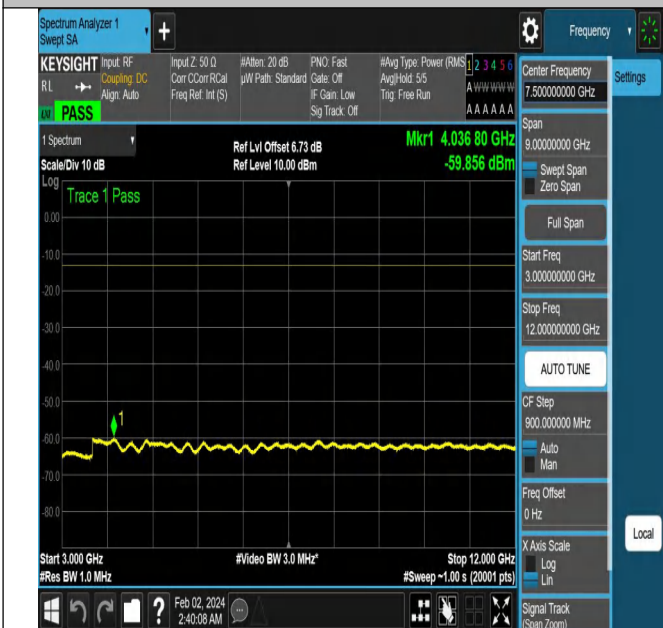 Spectrum Analyzer 1
Swept SA
+
Frequency
KEYSIGHT
Input: RF
Input Z: 50 Ω
#Atten: 20 dB
PNO: Fast
#Avg Type: Power (RMS
1 2 3 4 5 6
RL
Coupling: DC
Corr CCorr RCal
µW Path: Standard
Gate: Off
Avg|Hold: 5/5
A W W W W W
Align: Auto
Freq Ref: Int (S)
IF Gain: Low
Trig: Free Run
Sig Track: Off
A A A A A A
PASS
1 Spectrum
Ref Lvl Offset 6.73 dB
Mkr1 4.036 80 GHz
Scale/Div 10 dB
Ref Level 10.00 dBm
-59.856 dBm
Log
Trace 1 Pass
0.00
-10.0
-20.0
-30.0
-40.0
-50.0
1
-60.0
-70.0
-80.0
Start 3.000 GHz
#Video BW 3.0 MHz*
Stop 12.000 GHz
#Res BW 1.0 MHz
#Sweep ~1.00 s (20001 pts)
?
Feb 02, 2024
2:40:08 AM
Center Frequency
7.500000000 GHz
Settings
Span
9.00000000 GHz
Swept Span
Zero Span
Full Span
Start Freq
3.000000000 GHz
Stop Freq
12.000000000 GHz
AUTO TUNE
CF Step
900.000000 MHz
Auto
Man
Freq Offset
0 Hz
X Axis Scale
Log
Lin
Local
Signal Track
(Span Zoom)